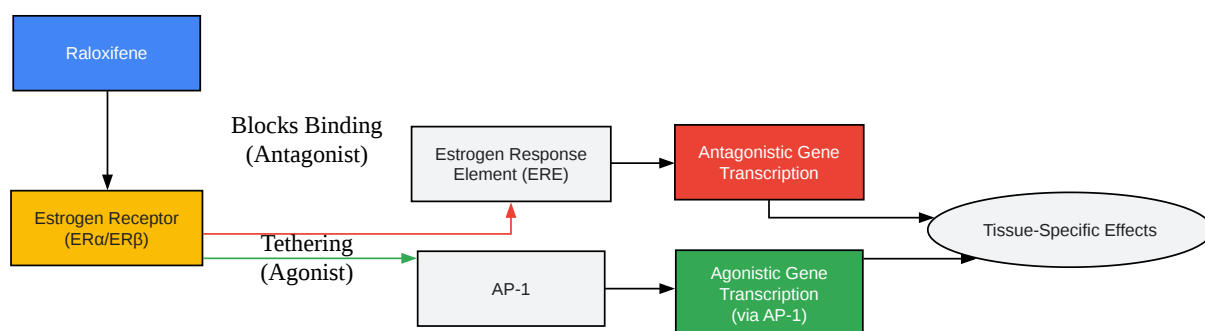 Raloxifene
Blocks Binding
(Antagonist)
Estrogen Response
Element (ERE)
Antagonistic Gene
Transcription
Estrogen Receptor
(ERα/ERβ)
Tethering
(Agonist)
Tissue-Specific Effects
AP-1
Agonistic Gene
Transcription
(via AP-1)